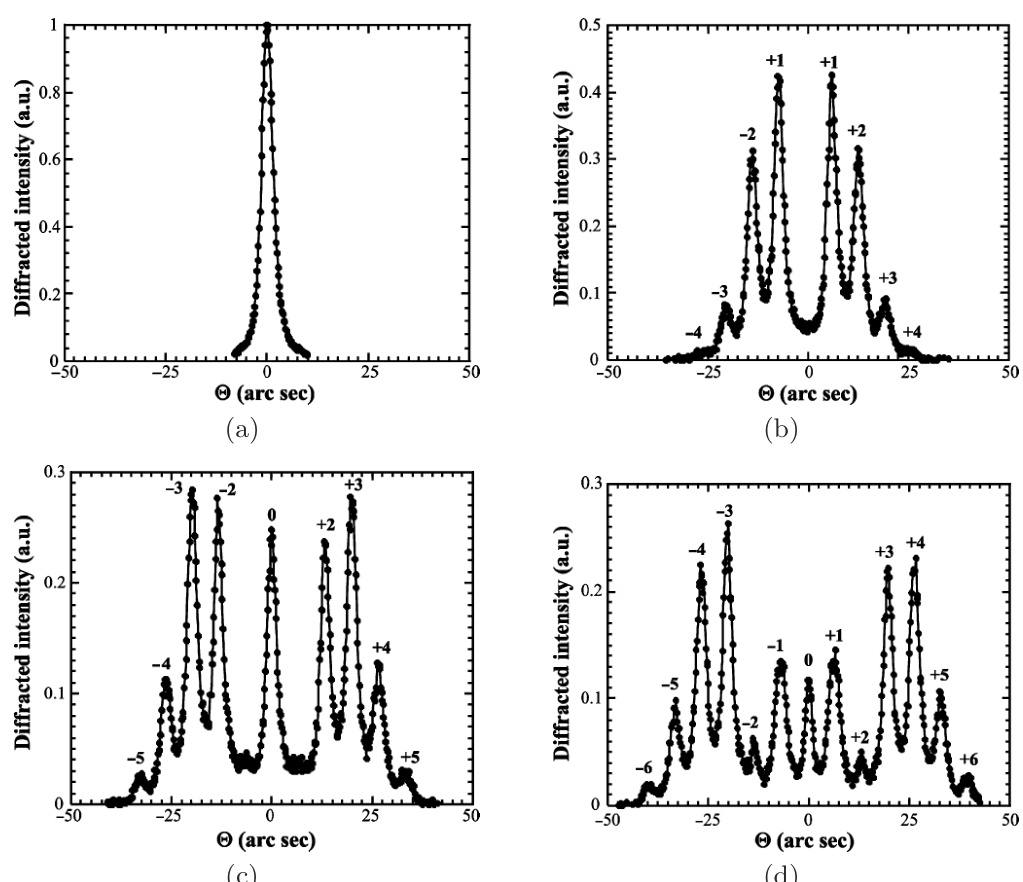 1
0.8
0.6
0.4
0.2
0
Diffracted intensity (a.u.)
−50 −25 0 25 50
Θ (arc sec)
(a)
0.5
0.4
0.3
0.2
0.1
0
Diffracted intensity (a.u.)
+1 +1
−2 +2
−3 +3
−4 +4
−50 −25 0 25 50
Θ (arc sec)
(b)
0.3
0.2
0.1
0
Diffracted intensity (a.u.)
−3 −2 +3
0 +2
−4 +4
−5 +5
−50 −25 0 25 50
Θ (arc sec)
(c)
0.3
0.2
0.1
0
Diffracted intensity (a.u.)
−3
−4 +3 +4
−1 0 +1
−5 −2 +2 +5
−6 +6
−50 −25 0 25 50
Θ (arc sec)
(d)